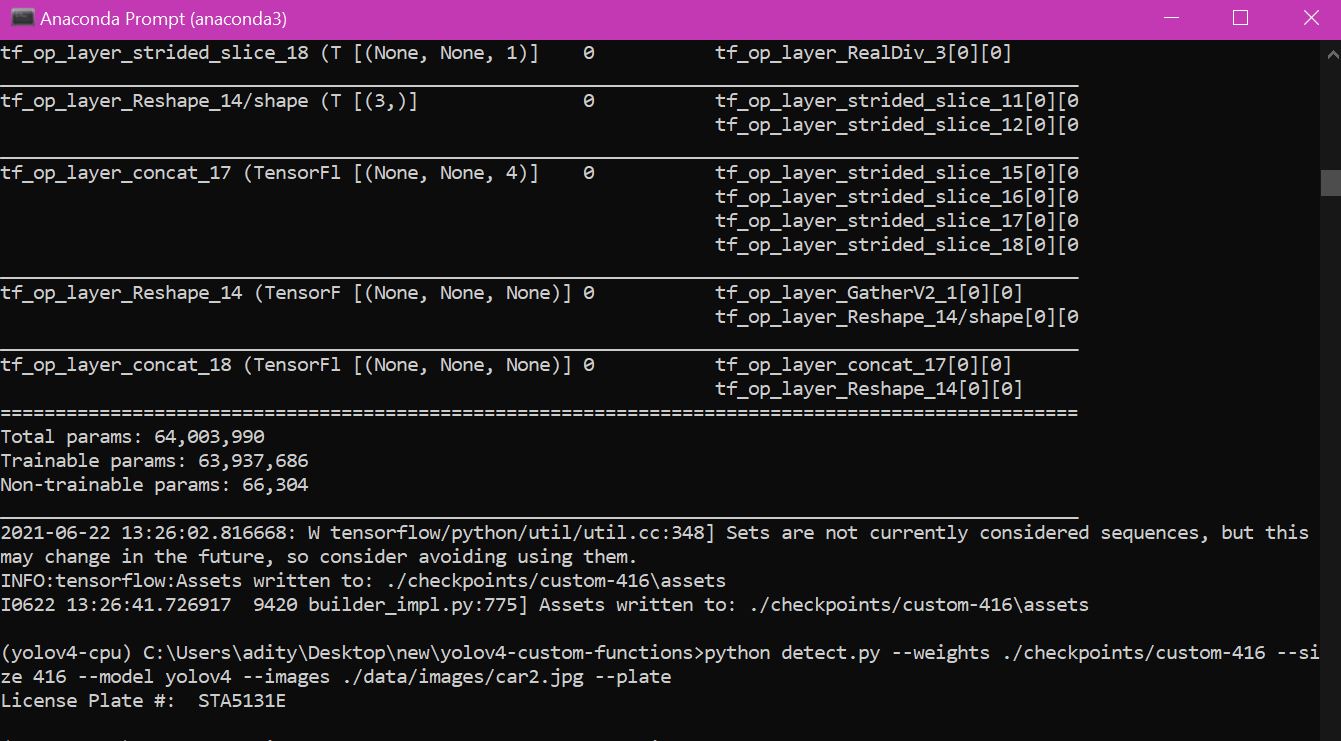 Anaconda Prompt (anaconda3)
tf_op_layer_strided_slice_18 (T [(None, None, 1)]    0           tf_op_layer_RealDiv_3[0][0]
tf_op_layer_Reshape_14/shape (T [(3,)]               0           tf_op_layer_strided_slice_11[0][0
tf_op_layer_strided_slice_12[0][0
tf_op_layer_concat_17 (TensorFl [(None, None, 4)]    0           tf_op_layer_strided_slice_15[0][0
tf_op_layer_strided_slice_16[0][0
tf_op_layer_strided_slice_17[0][0
tf_op_layer_strided_slice_18[0][0
tf_op_layer_Reshape_14 (TensorF [(None, None, None)] 0           tf_op_layer_GatherV2_1[0][0]
tf_op_layer_Reshape_14/shape[0][0
tf_op_layer_concat_18 (TensorFl [(None, None, None)] 0           tf_op_layer_concat_17[0][0]
tf_op_layer_Reshape_14[0][0]
==================================================================================================
Total params: 64,003,990
Trainable params: 63,937,686
Non-trainable params: 66,304
2021-06-22 13:26:02.816668: W tensorflow/python/util/util.cc:348] Sets are not currently considered sequences, but this
may change in the future, so consider avoiding using them.
INFO:tensorflow:Assets written to: ./checkpoints/custom-416\assets
I0622 13:26:41.726917  9420 builder_impl.py:775] Assets written to: ./checkpoints/custom-416\assets
(yolov4-cpu) C:\Users\adity\Desktop\new\yolov4-custom-functions>python detect.py --weights ./checkpoints/custom-416 --si
ze 416 --model yolov4 --images ./data/images/car2.jpg --plate
License Plate #:  STA5131E